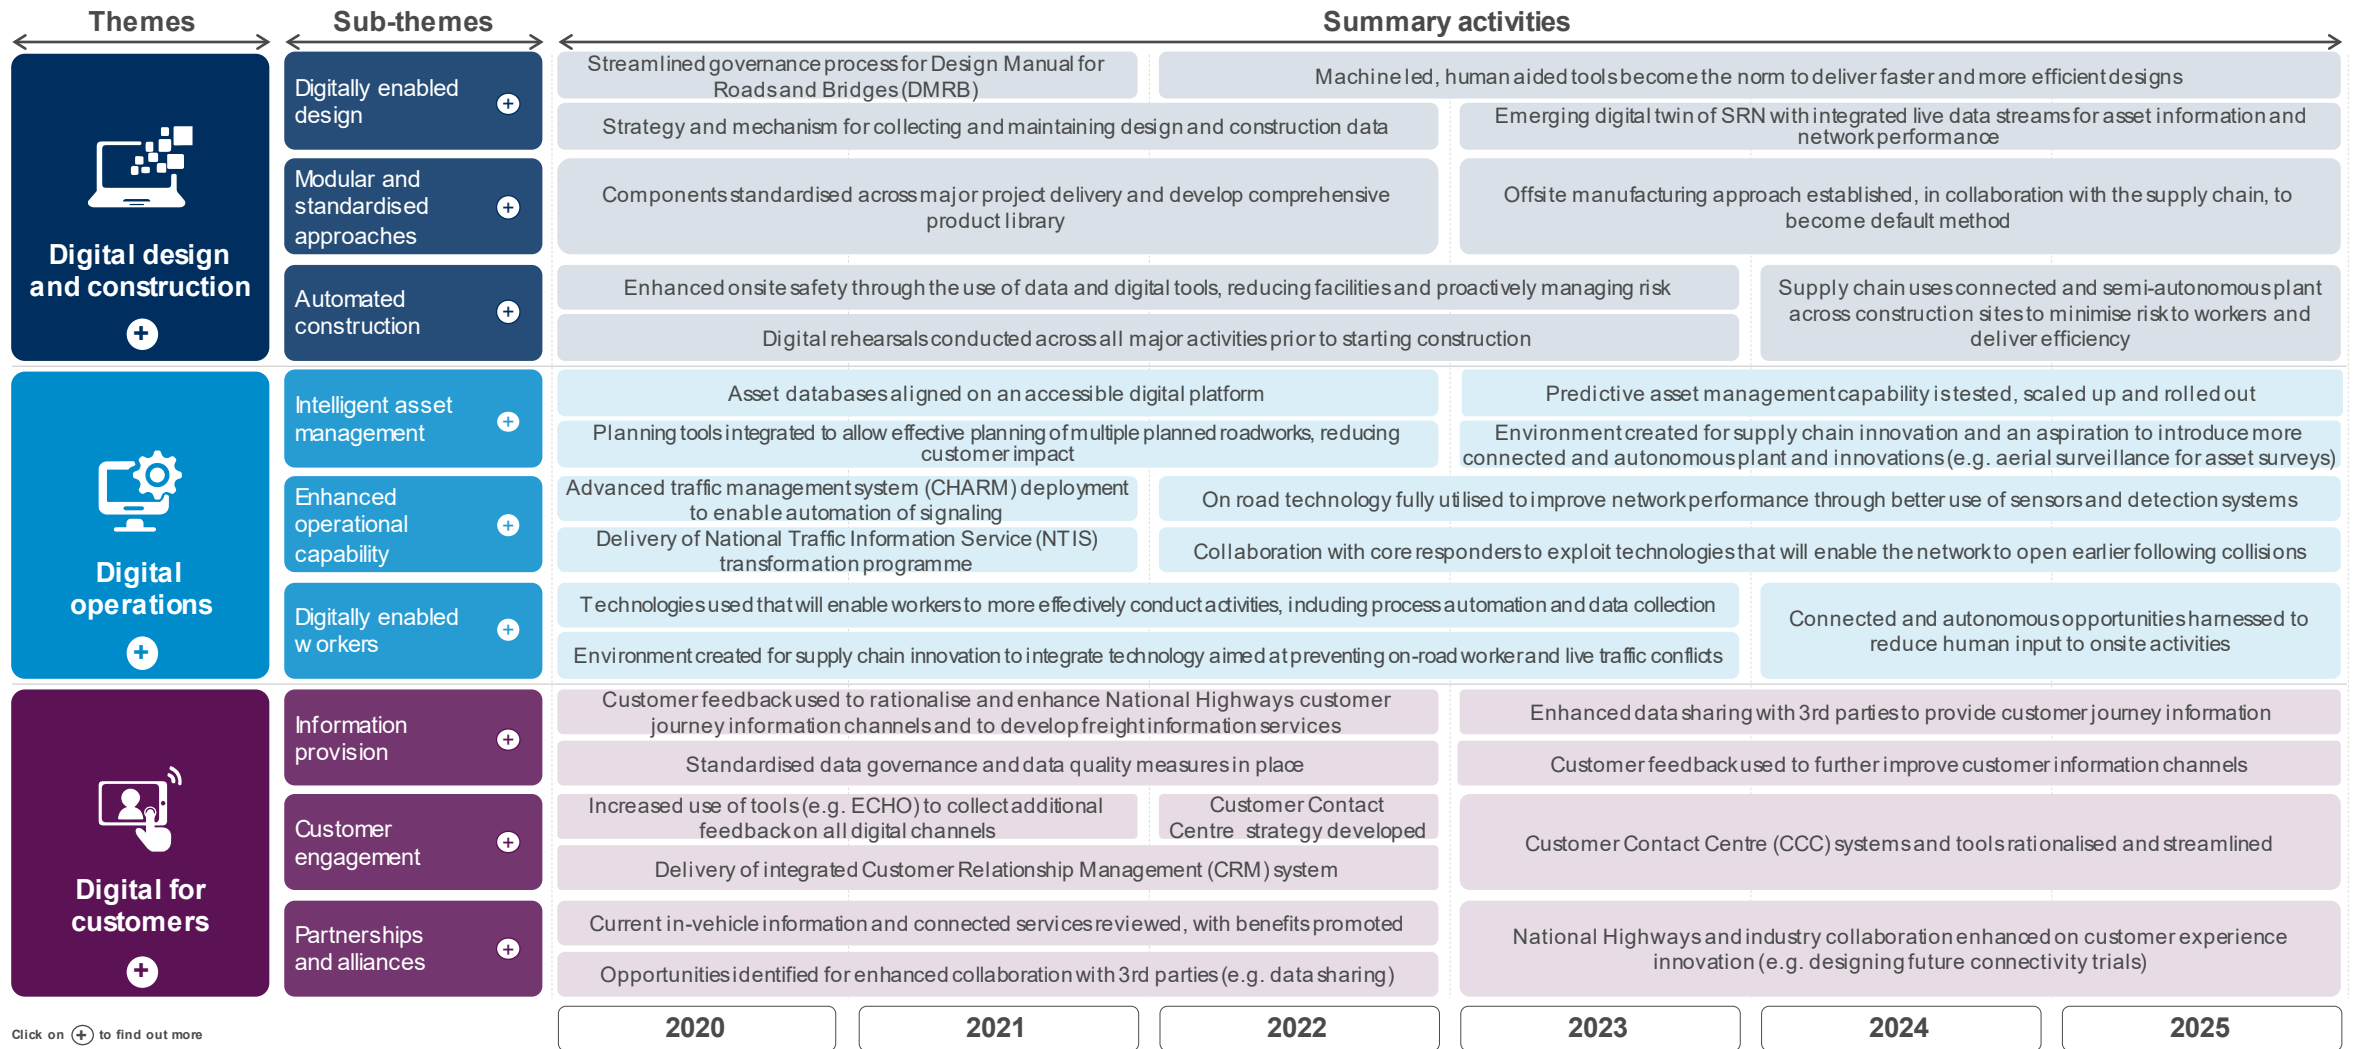 Themes
Sub-themes
Summary activities
Digital design
and construction
Digitally enabled
design
Streamlined governance process for Design Manual for
Roads and Bridges (DMRB)
Machine led, human aided tools become the norm to deliver faster and more efficient designs
Strategy and mechanism for collecting and maintaining design and construction data
Emerging digital twin of SRN with integrated live data streams for asset information and
network performance
Modular and
standardised
approaches
Components standardised across major project delivery and develop comprehensive
product library
Offsite manufacturing approach established, in collaboration with the supply chain, to
become default method
Automated
construction
Enhanced onsite safety through the use of data and digital tools, reducing facilities and proactively managing risk
Digital rehearsals conducted across all major activities prior to starting construction
Supply chain uses connected and semi-autonomous plant
across construction sites to minimise risk to workers and
deliver efficiency
Digital
operations
Intelligent asset
management
Asset databases aligned on an accessible digital platform
Predictive asset management capability is tested, scaled up and rolled out
Planning tools integrated to allow effective planning of multiple planned roadworks, reducing
customer impact
Environment created for supply chain innovation and an aspiration to introduce more
connected and autonomous plant and innovations (e.g. aerial surveillance for asset surveys)
Enhanced
operational
capability
Advanced traffic management system (CHARM) deployment
to enable automation of signaling
On road technology fully utilised to improve network performance through better use of sensors and detection systems
Delivery of National Traffic Information Service (NTIS)
transformation programme
Collaboration with core responders to exploit technologies that will enable the network to open earlier following collisions
Digitally enabled
workers
Technologies used that will enable workers to more effectively conduct activities, including process automation and data collection
Environment created for supply chain innovation to integrate technology aimed at preventing on-road worker and live traffic conflicts
Connected and autonomous opportunities harnessed to
reduce human input to onsite activities
Digital for
customers
Information
provision
Customer feedback used to rationalise and enhance National Highways customer
journey information channels and to develop freight information services
Enhanced data sharing with 3rd parties to provide customer journey information
Standardised data governance and data quality measures in place
Customer feedback used to further improve customer information channels
Customer
engagement
Increased use of tools (e.g. ECHO) to collect additional
feedback on all digital channels
Customer Contact
Centre strategy developed
Delivery of integrated Customer Relationship Management (CRM) system
Customer Contact Centre (CCC) systems and tools rationalised and streamlined
Partnerships
and alliances
Current in-vehicle information and connected services reviewed, with benefits promoted
Opportunities identified for enhanced collaboration with 3rd parties (e.g. data sharing)
National Highways and industry collaboration enhanced on customer experience
innovation (e.g. designing future connectivity trials)
Click on + to find out more
2020
2021
2022
2023
2024
2025